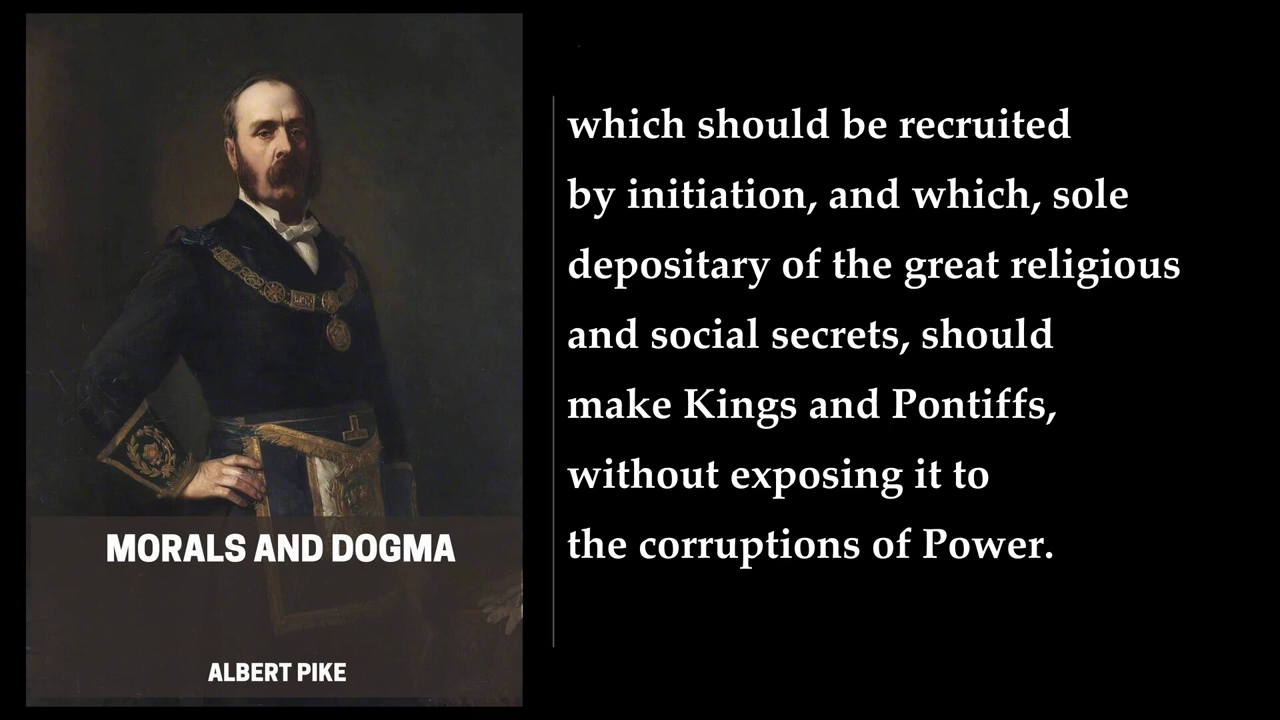 MORALS AND DOGMA
ALBERT PIKE
which should be recruited
by initiation, and which, sole
depositary of the great religious
and social secrets, should
make Kings and Pontiffs,
without exposing it to
the corruptions of Power.